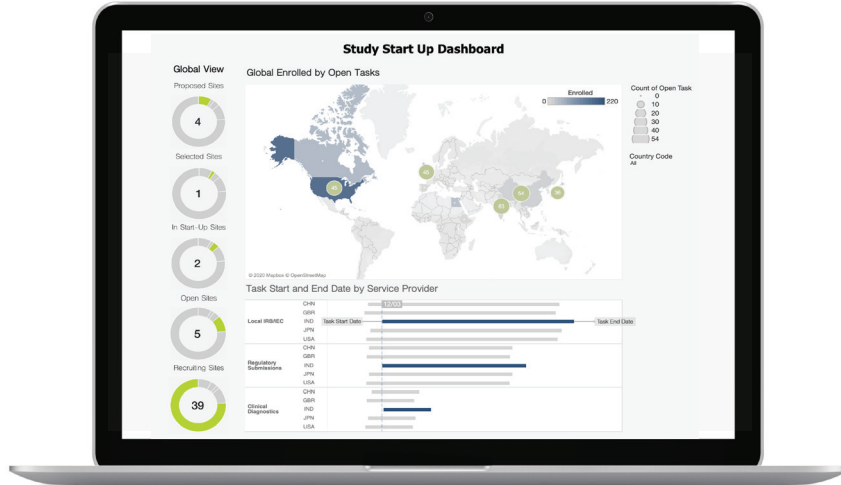 Study Start Up Dashboard
Global View
Proposed Sites
4
Selected Sites
1
In Start-Up Sites
2
Open Sites
5
Recruiting Sites
39
Global Enrolled by Open Tasks
Enrolled
0 220
Count of Open Task
0
10
20
30
40
54
Country Code
All
54
© 2020 Mapbox © OpenStreetMap
Task Start and End Date by Service Provider
12/03
Local IRB/IEC
CHN
GBR
IND
JPN
USA
Task Start Date
Task End Date
Regulatory
Submissions
CHN
GBR
IND
JPN
USA
Clinical
Diagnostics
CHN
GBR
IND
JPN
USA